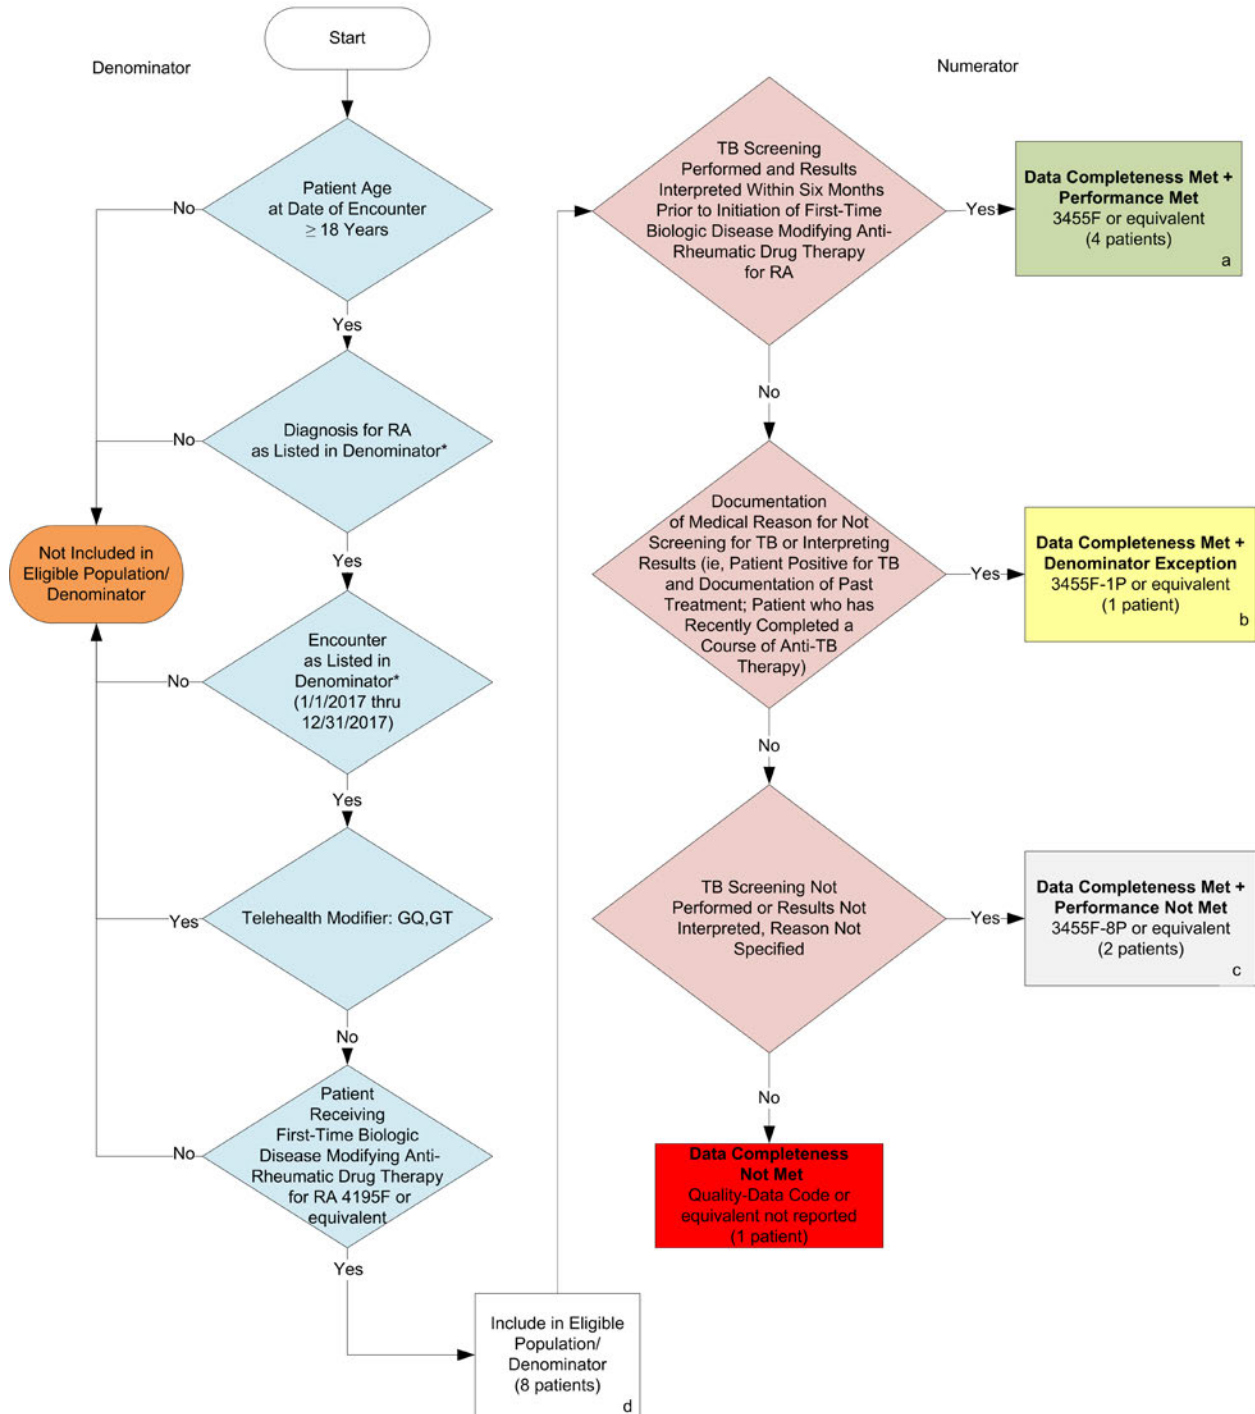 Start
Denominator
Patient Age
at Date of Encounter
≥ 18 Years
No
Yes
Diagnosis for RA
as Listed in Denominator*
No
Yes
Not Included in
Eligible Population/
Denominator
Encounter
as Listed in
Denominator*
(1/1/2017 thru
12/31/2017)
No
Yes
Telehealth Modifier: GQ,GT
Yes
No
Patient
Receiving
First-Time Biologic
Disease Modifying Anti-
Rheumatic Drug Therapy
for RA 4195F or
equivalent
No
Yes
Include in Eligible
Population/
Denominator
(8 patients)
d
Numerator
TB Screening
Performed and Results
Interpreted Within Six Months
Prior to Initiation of First-Time
Biologic Disease Modifying Anti-
Rheumatic Drug Therapy
for RA
Yes
Data Completeness Met +
Performance Met
3455F or equivalent
(4 patients)
a
No
Documentation
of Medical Reason for Not
Screening for TB or Interpreting
Results (ie, Patient Positive for TB
and Documentation of Past
Treatment; Patient who has
Recently Completed a
Course of Anti-TB
Therapy)
Yes
Data Completeness Met +
Denominator Exception
3455F-1P or equivalent
(1 patient)
b
No
TB Screening Not
Performed or Results Not
Interpreted, Reason Not
Specified
Yes
Data Completeness Met +
Performance Not Met
3455F-8P or equivalent
(2 patients)
c
No
Data Completeness
Not Met
Quality-Data Code or
equivalent not reported
(1 patient)